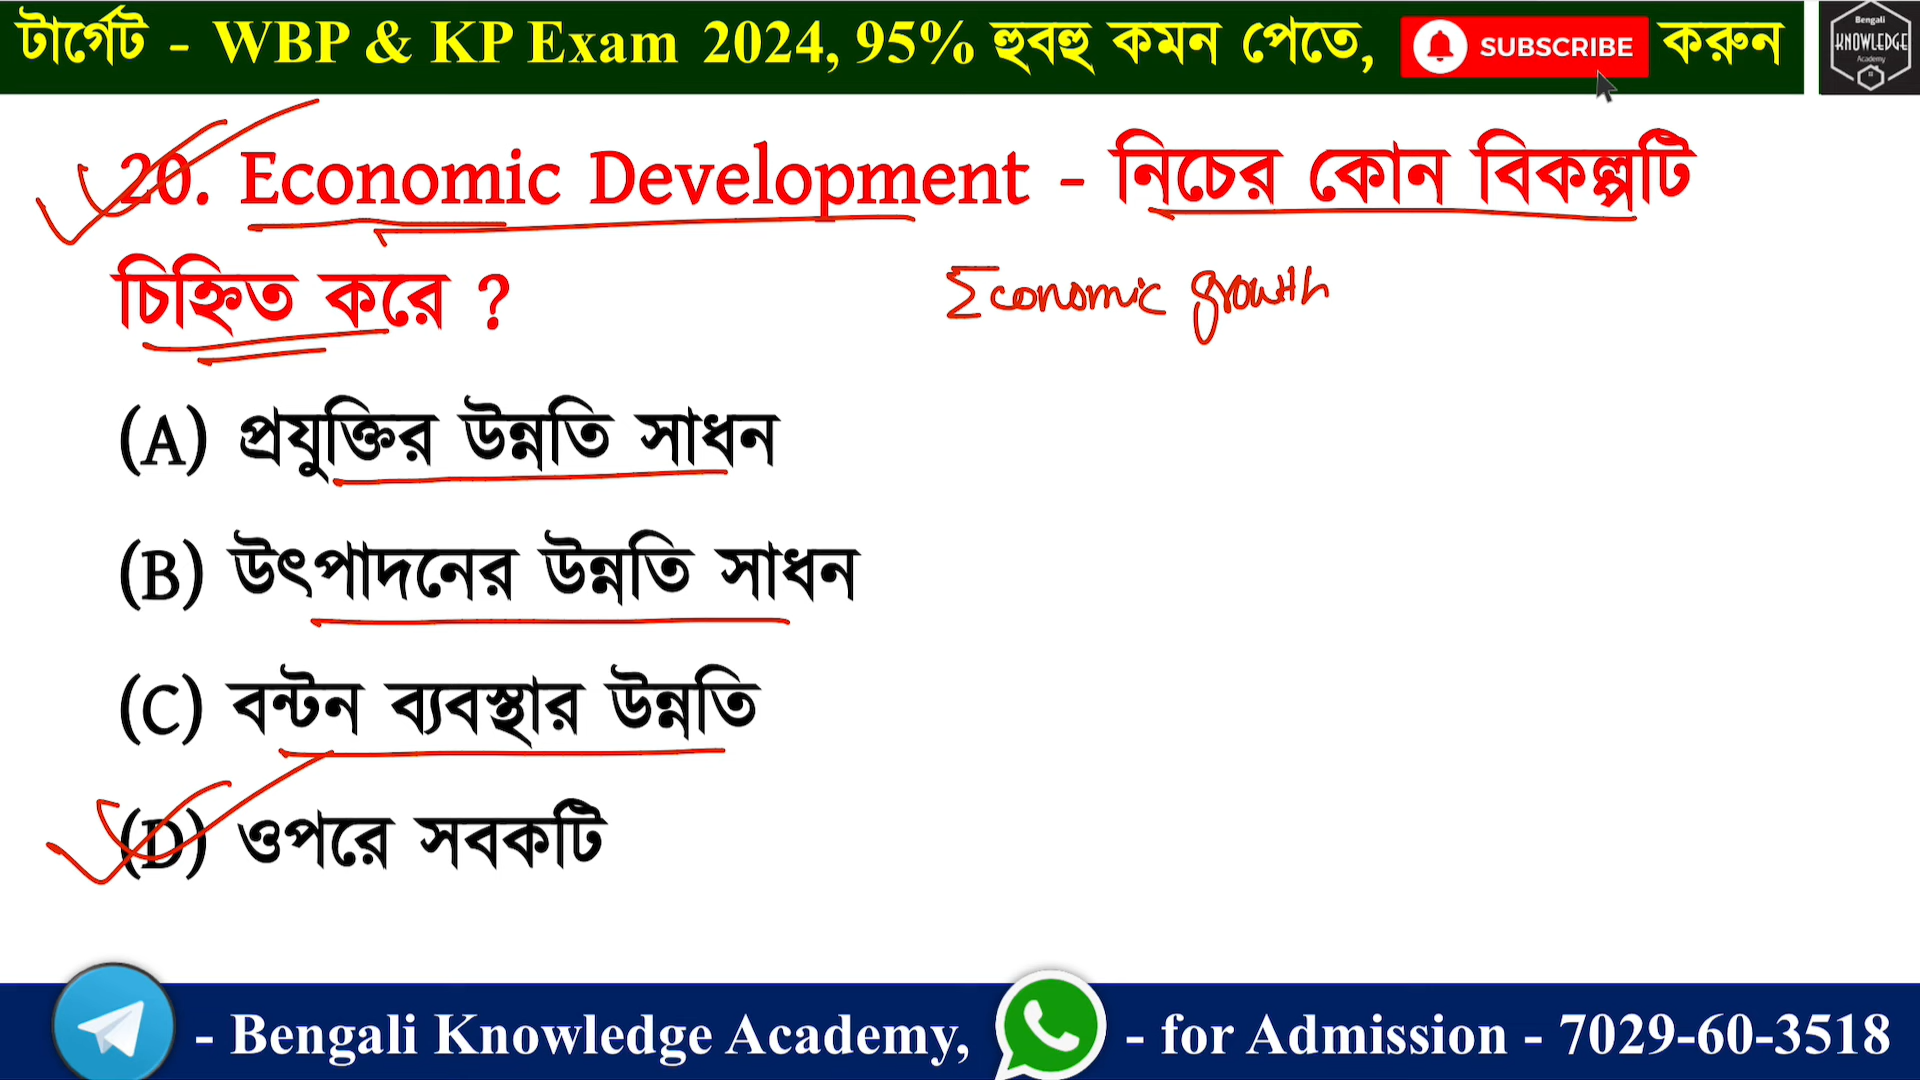 টার্গেট - WBP & KP Exam 2024, 95% হুবহু কমন পেতে, SUBSCRIBE করুন
Bengali
KNOWLEDGE
Academy
20. Economic Development - নিচের কোন বিকল্পটি
চিহ্নিত করে ?
Economic growth
(A) প্রযুক্তির উন্নতি সাধন
(B) উৎপাদনের উন্নতি সাধন
(C) বন্টন ব্যবস্থার উন্নতি
(D) ওপরে সবকটি
- Bengali Knowledge Academy, - for Admission - 7029-60-3518